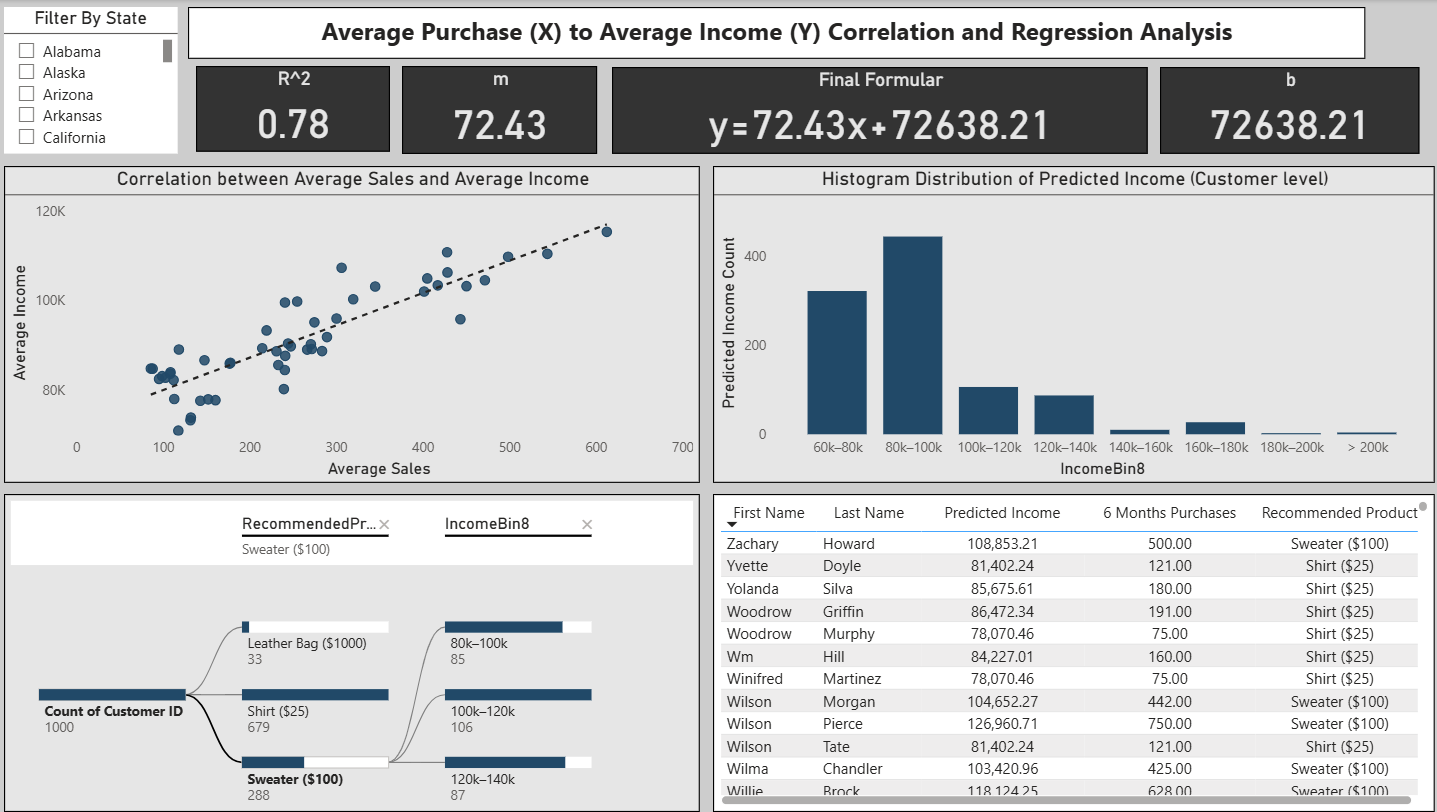 Filter By State
Alabama
Alaska
Arizona
Arkansas
California
Average Purchase (X) to Average Income (Y) Correlation and Regression Analysis
R^2
0.78
m
72.43
Final Formular
y=72.43x+72638.21
b
72638.21
Correlation between Average Sales and Average Income
120K
100K
80K
Average Income
0 100 200 300 400 500 600 700
Average Sales
Histogram Distribution of Predicted Income (Customer level)
Predicted Income Count
400
200
0
60k–80k 80k–100k 100k–120k 120k–140k 140k–160k 160k–180k 180k–200k > 200k
IncomeBin8
RecommendedPr... IncomeBin8
Sweater ($100)
Count of Customer ID
1000
Leather Bag ($1000)
33
Shirt ($25)
679
Sweater ($100)
288
80k–100k
85
100k–120k
106
120k–140k
87
First Name Last Name Predicted Income 6 Months Purchases Recommended Product
Zachary Howard 108,853.21 500.00 Sweater ($100)
Yvette Doyle 81,402.24 121.00 Shirt ($25)
Yolanda Silva 85,675.61 180.00 Shirt ($25)
Woodrow Griffin 86,472.34 191.00 Shirt ($25)
Woodrow Murphy 78,070.46 75.00 Shirt ($25)
Wm Hill 84,227.01 160.00 Shirt ($25)
Winifred Martinez 78,070.46 75.00 Shirt ($25)
Wilson Morgan 104,652.27 442.00 Sweater ($100)
Wilson Pierce 126,960.71 750.00 Sweater ($100)
Wilson Tate 81,402.24 121.00 Shirt ($25)
Wilma Chandler 103,420.96 425.00 Sweater ($100)
Willie Brock 118,124.25 628.00 Sweater ($100)